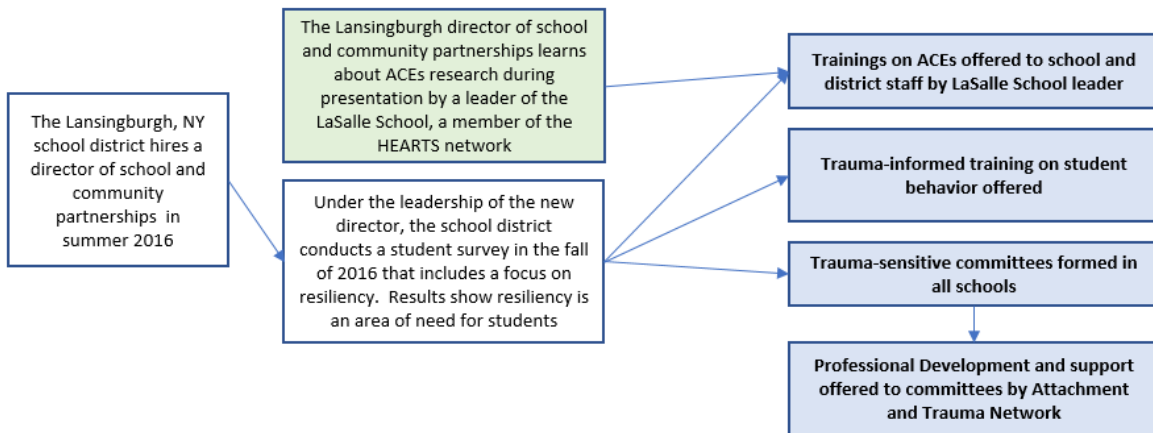 The Lansingburgh, NY
school district hires a
director of school and
community
partnerships in
summer 2016
The Lansingburgh director of school
and community partnerships learns
about ACEs research during
presentation by a leader of the
LaSalle School, a member of the
HEARTS network
Under the leadership of the new
director, the school district
conducts a student survey in the fall
of 2016 that includes a focus on
resiliency. Results show resiliency is
an area of need for students
Trainings on ACEs offered to school and
district staff by LaSalle School leader
Trauma-informed training on student
behavior offered
Trauma-sensitive committees formed in
all schools
Professional Development and support
offered to committees by Attachment
and Trauma Network